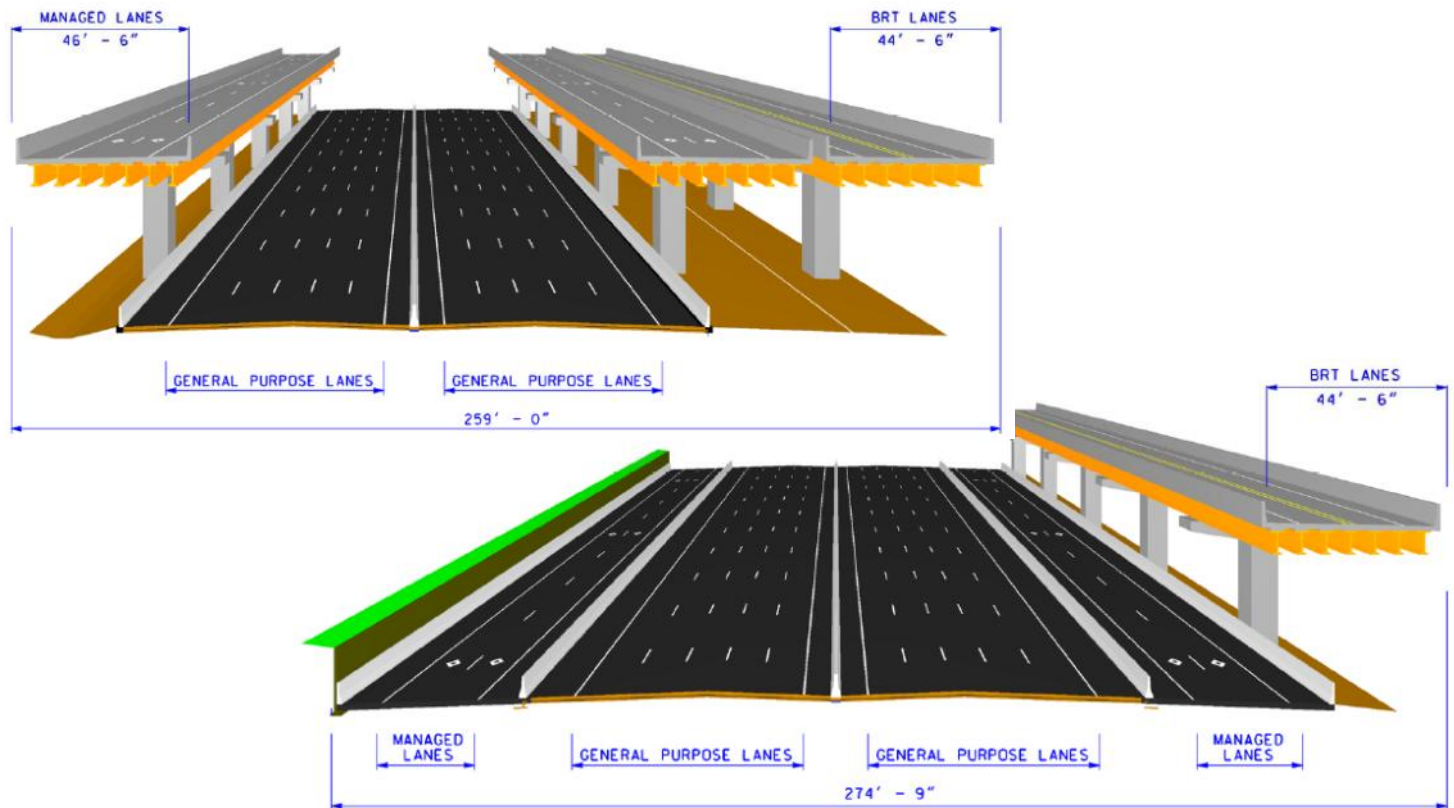 MANAGED LANES
46' - 6"
BRT LANES
44' - 6"
GENERAL PURPOSE LANES
GENERAL PURPOSE LANES
259' - 0"
BRT LANES
44' - 6"
MANAGED
LANES
GENERAL PURPOSE LANES
GENERAL PURPOSE LANES
MANAGED
LANES
274' - 9"